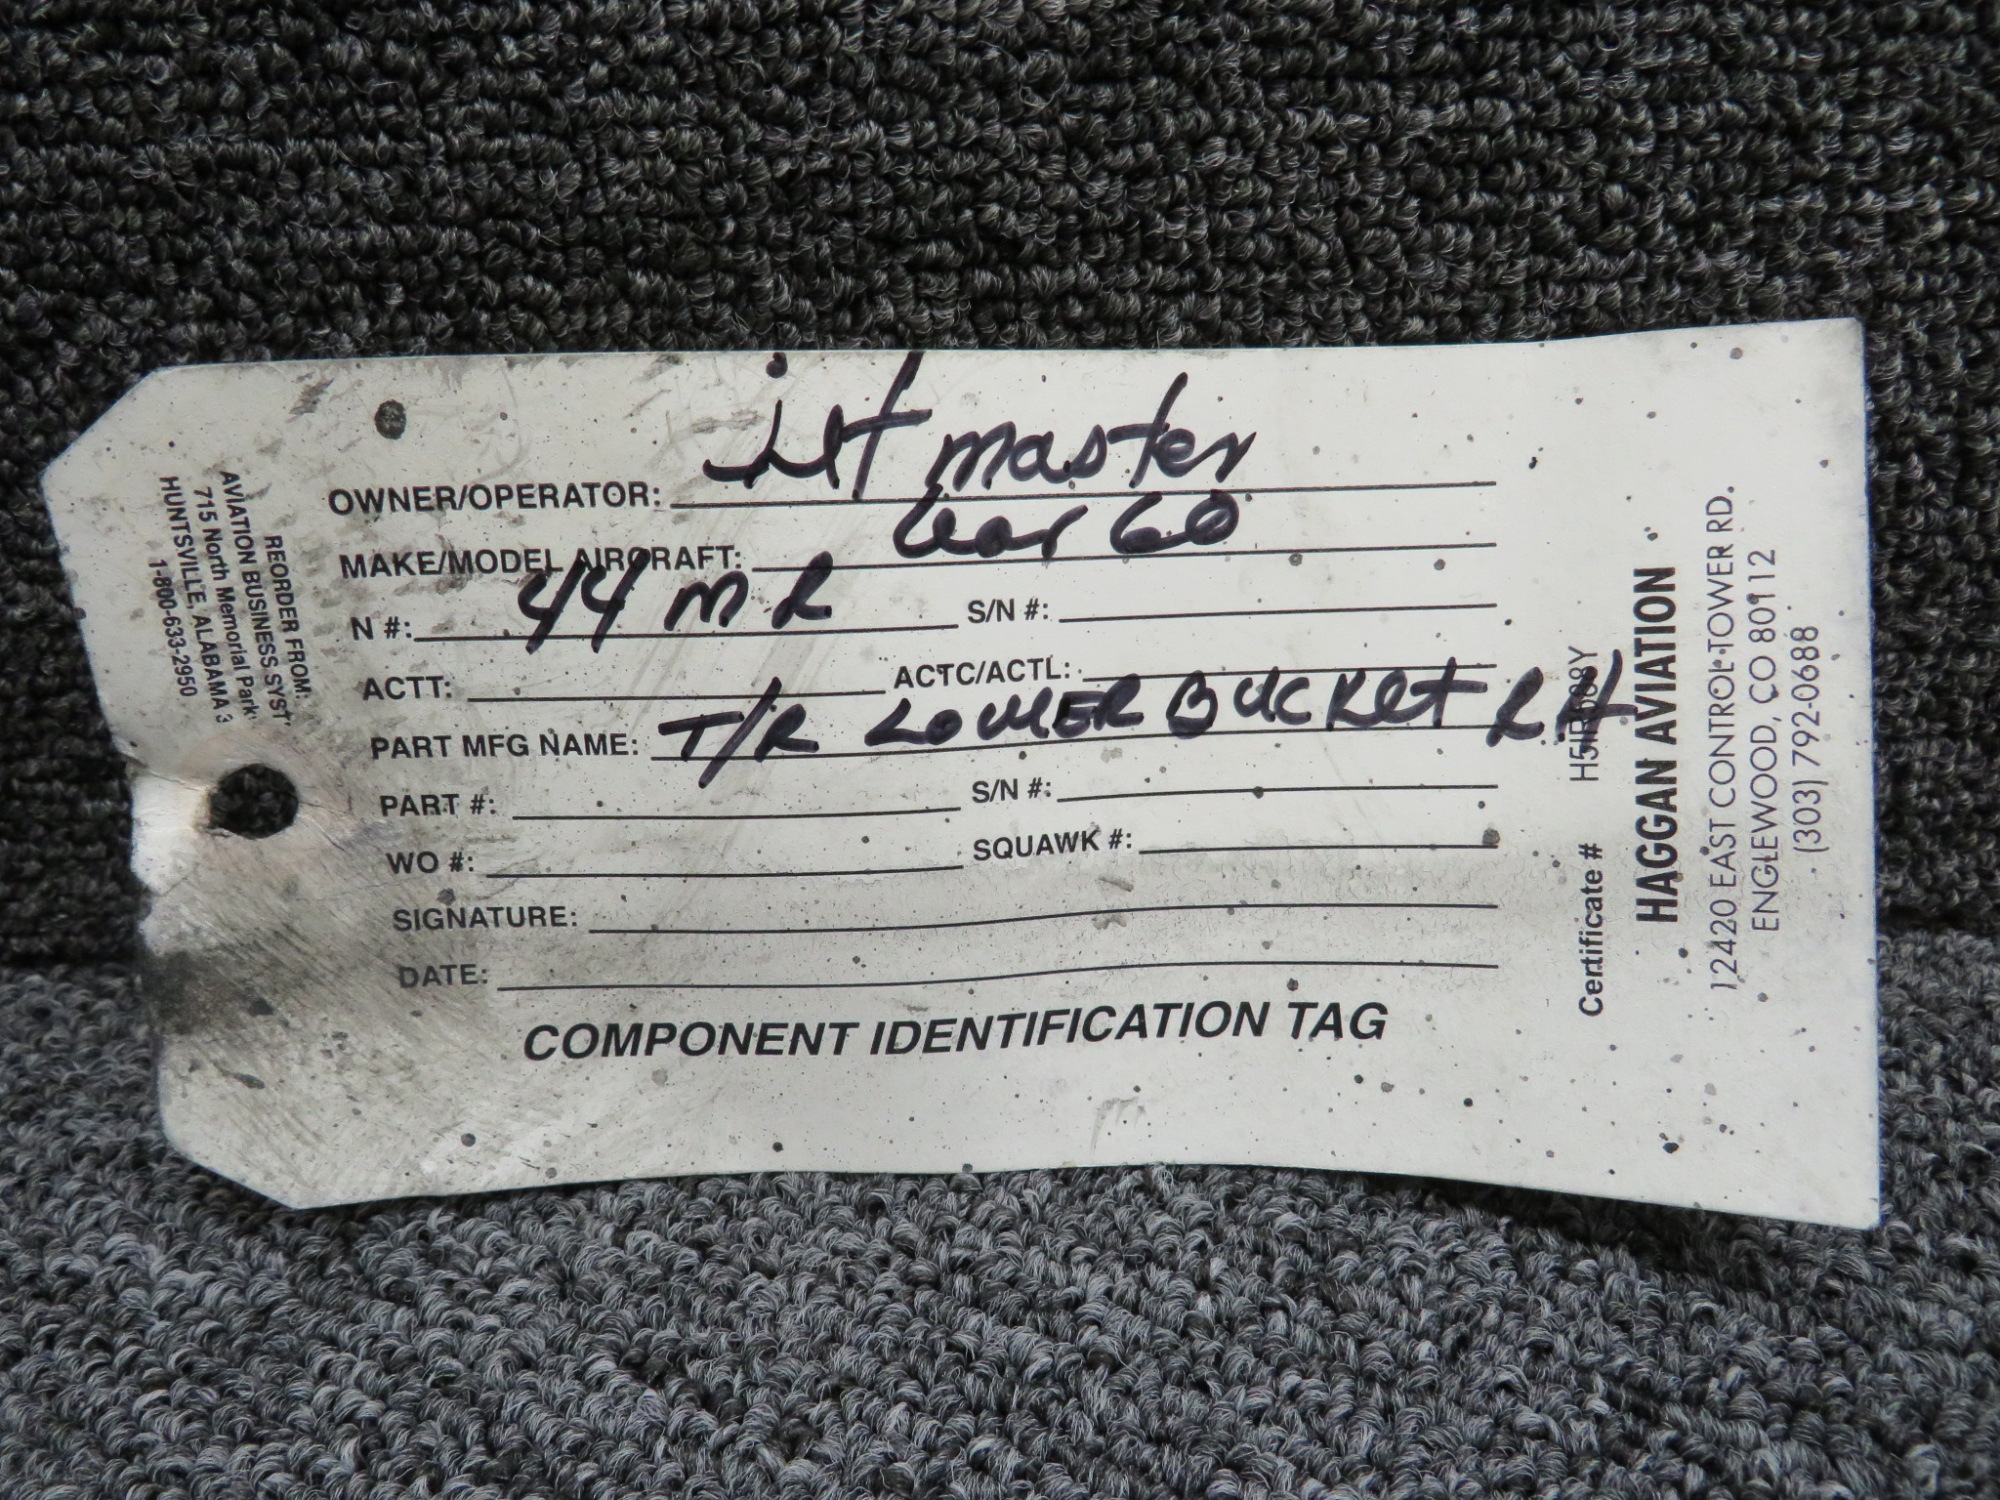 OWNER/OPERATOR: Jet master
MAKE/MODEL AIRCRAFT: Lear 60
N #: 44 MR S/N #:
ACTT: ACTC/ACTL:
PART MFG NAME: T/R LOWER BUCKET RH
PART #: S/N #:
WO #: SQUAWK #:
SIGNATURE:
DATE:
COMPONENT IDENTIFICATION TAG
REORDER FROM:
AVIATION BUSINESS SYST
715 North Memorial Park
HUNTSVILLE, ALABAMA 3
1-800-633-2950
Certificate #
HAGGAN AVIATION
12420 EAST CONTROL TOWER RD.
ENGLEWOOD, CO 80112
(303) 792-0688